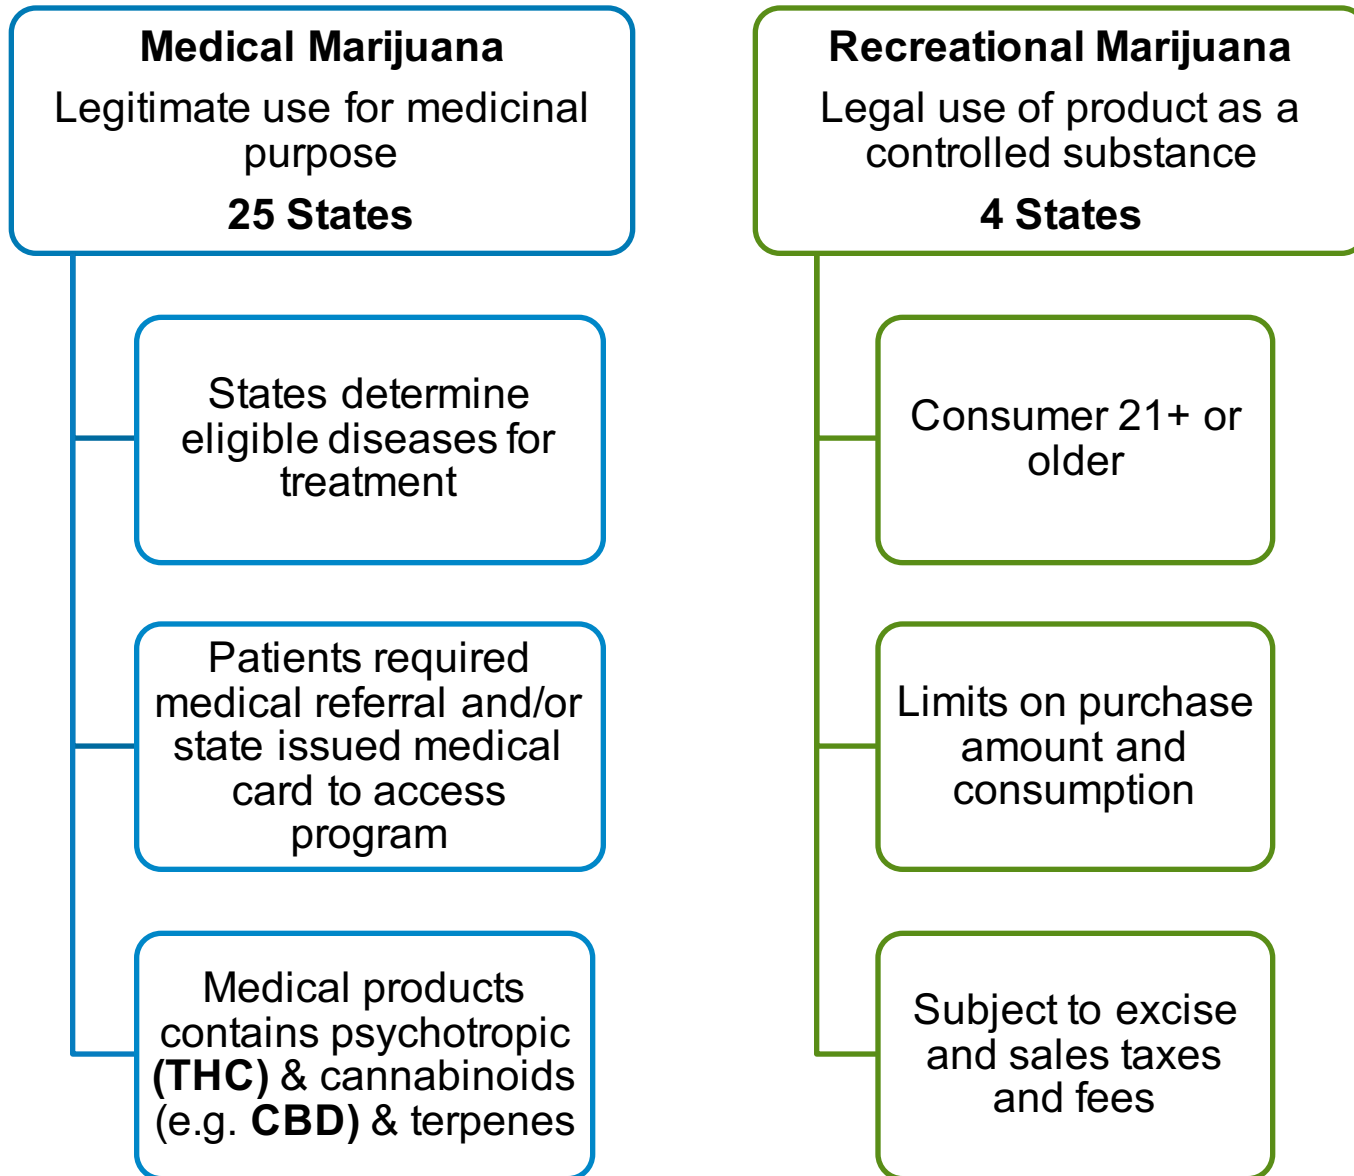 Medical Marijuana
Legitimate use for medicinal
purpose
25 States
States determine
eligible diseases for
treatment
Patients required
medical referral and/or
state issued medical
card to access
program
Medical products
contains psychotropic
(THC) & cannabinoids
(e.g. CBD) & terpenes
Recreational Marijuana
Legal use of product as a
controlled substance
4 States
Consumer 21+ or
older
Limits on purchase
amount and
consumption
Subject to excise
and sales taxes
and fees